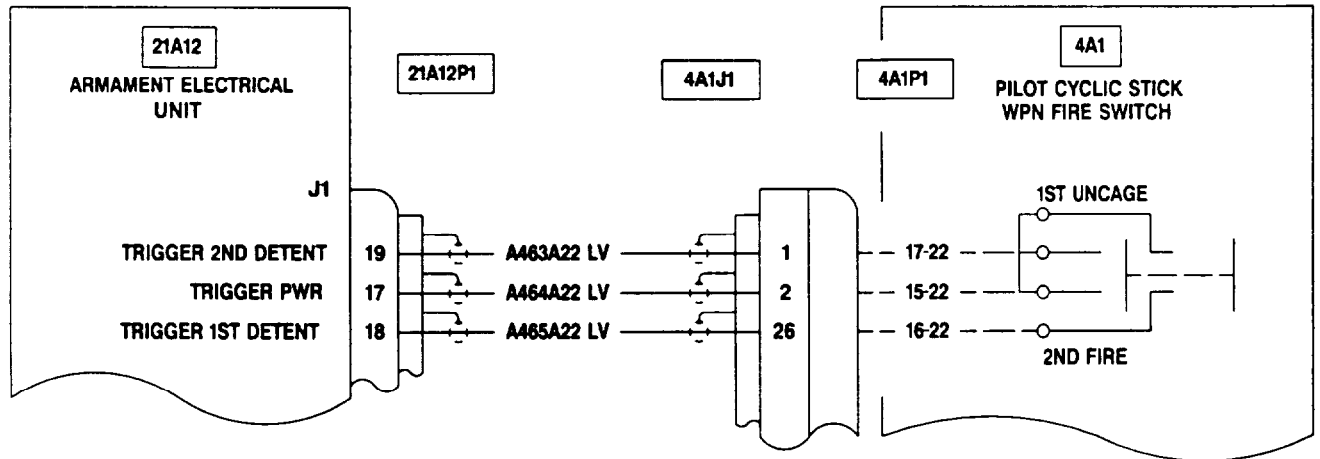 21A12
ARMAMENT ELECTRICAL
UNIT
21A12P1
4A1J1
4A1P1
4A1
PILOT CYCLIC STICK
WPN FIRE SWITCH
J1
1ST UNCAGE
TRIGGER 2ND DETENT 19 A463A22 LV 1 17-22
TRIGGER PWR 17 A464A22 LV 2 15-22
TRIGGER 1ST DETENT 18 A465A22 LV 26 16-22
2ND FIRE